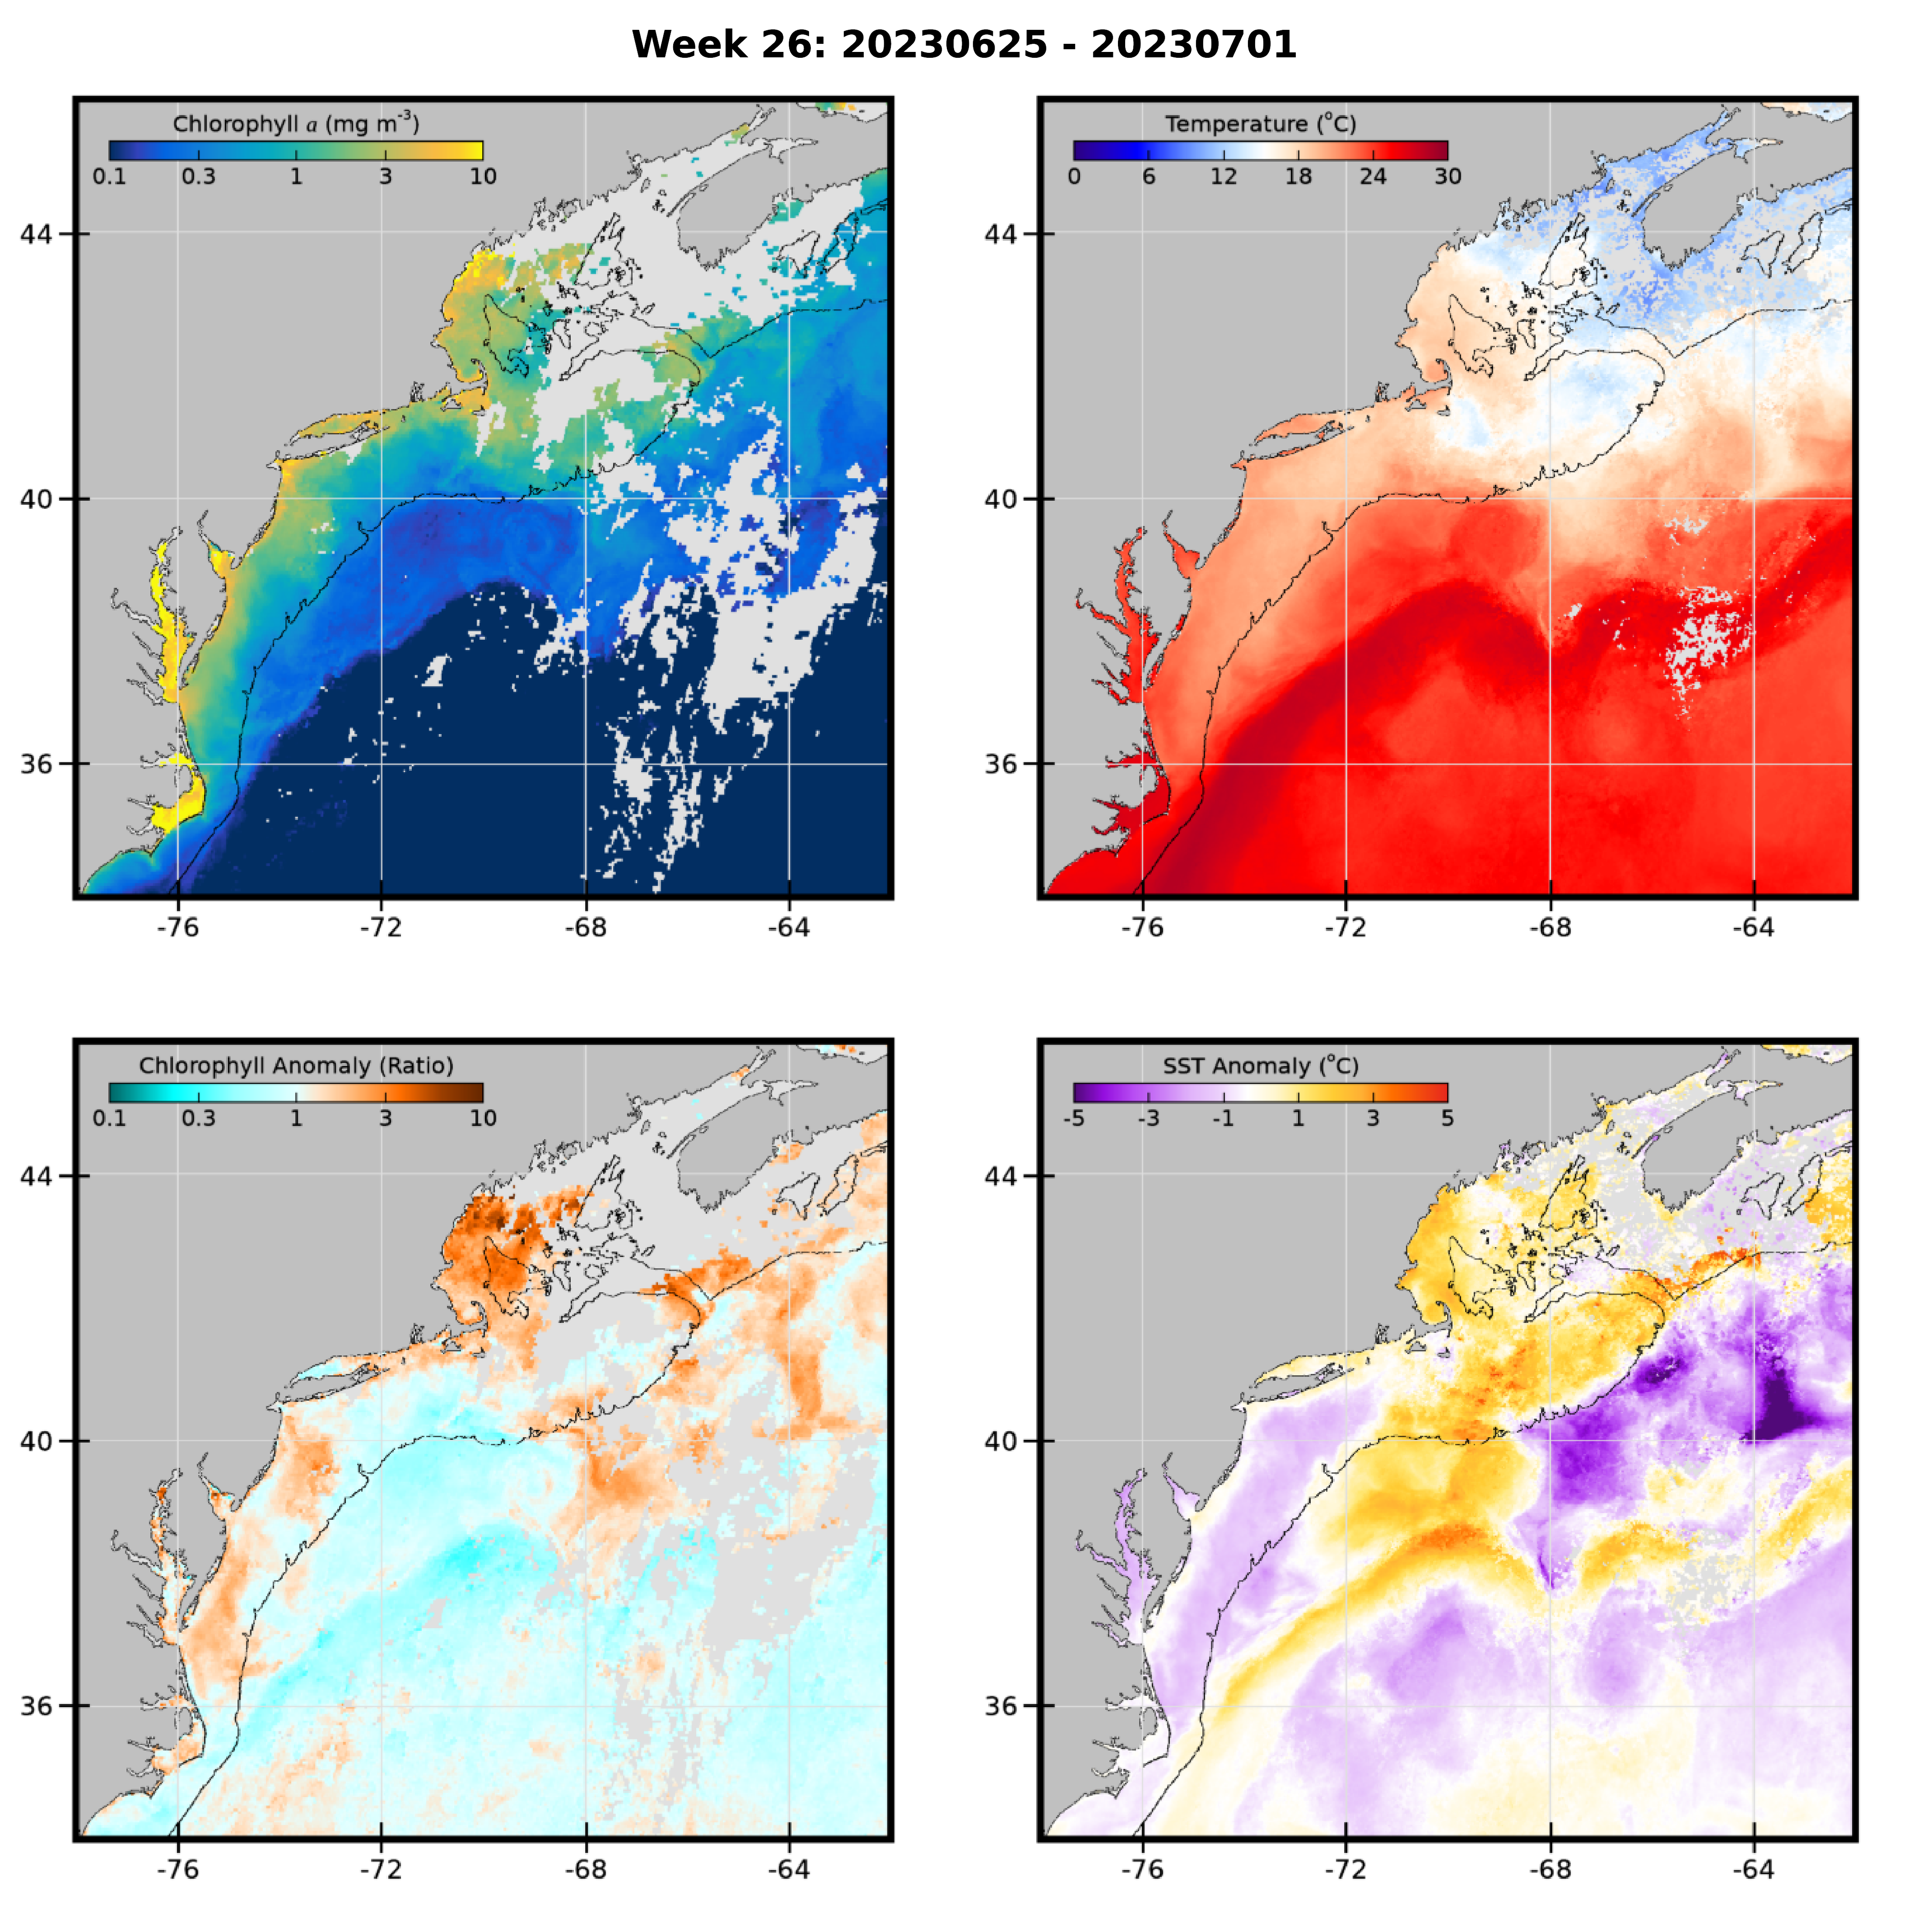 Week 26: 20230625 - 20230701
Chlorophyll a (mg m⁻³)
0.1 0.3 1 3 10
44
40
36
-76 -72 -68 -64
Temperature (°C)
0 6 12 18 24 30
44
40
36
-76 -72 -68 -64
Chlorophyll Anomaly (Ratio)
0.1 0.3 1 3 10
44
40
36
-76 -72 -68 -64
SST Anomaly (°C)
-5 -3 -1 1 3 5
44
40
36
-76 -72 -68 -64